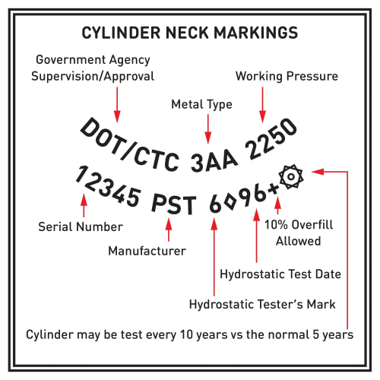 CYLINDER NECK MARKINGS
Government Agency
Supervision/Approval
Working Pressure
Metal Type
DOT/CTC 3AA 2250
12345 PST 6◊96+
Serial Number
10% Overfill
Allowed
Manufacturer
Hydrostatic Test Date
Hydrostatic Tester's Mark
Cylinder may be test every 10 years vs the normal 5 years